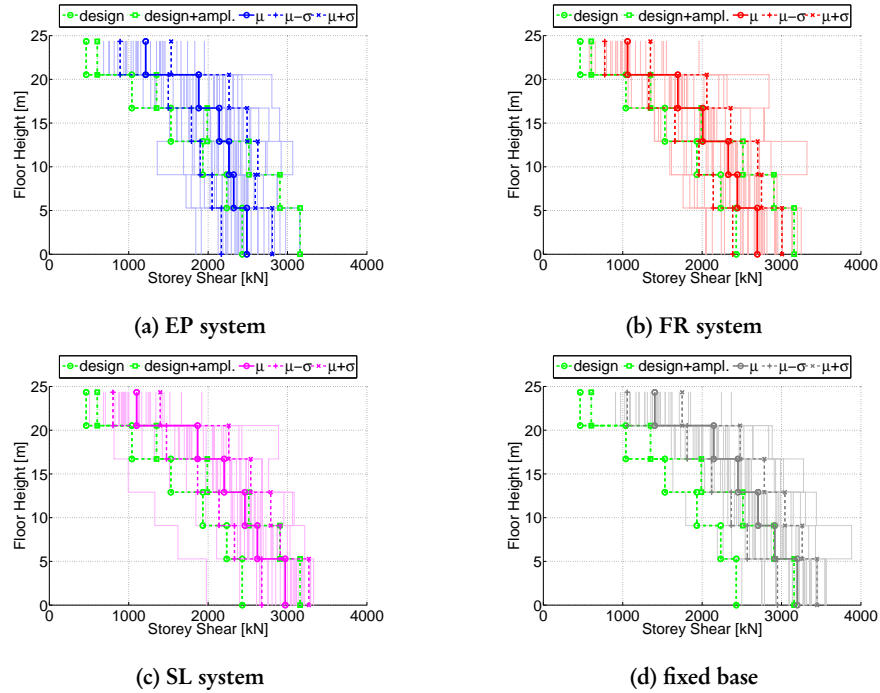 design design+ampl. μ μ−σ μ+σ
25
20
15
10
5
0
Floor Height [m]
0 1000 2000 3000 4000
Storey Shear [kN]
(a) EP system
design design+ampl. μ μ−σ μ+σ
25
20
15
10
5
0
Floor Height [m]
0 1000 2000 3000 4000
Storey Shear [kN]
(b) FR system
design design+ampl. μ μ−σ μ+σ
25
20
15
10
5
0
Floor Height [m]
0 1000 2000 3000 4000
Storey Shear [kN]
(c) SL system
design design+ampl. μ μ−σ μ+σ
25
20
15
10
5
0
Floor Height [m]
0 1000 2000 3000 4000
Storey Shear [kN]
(d) fixed base